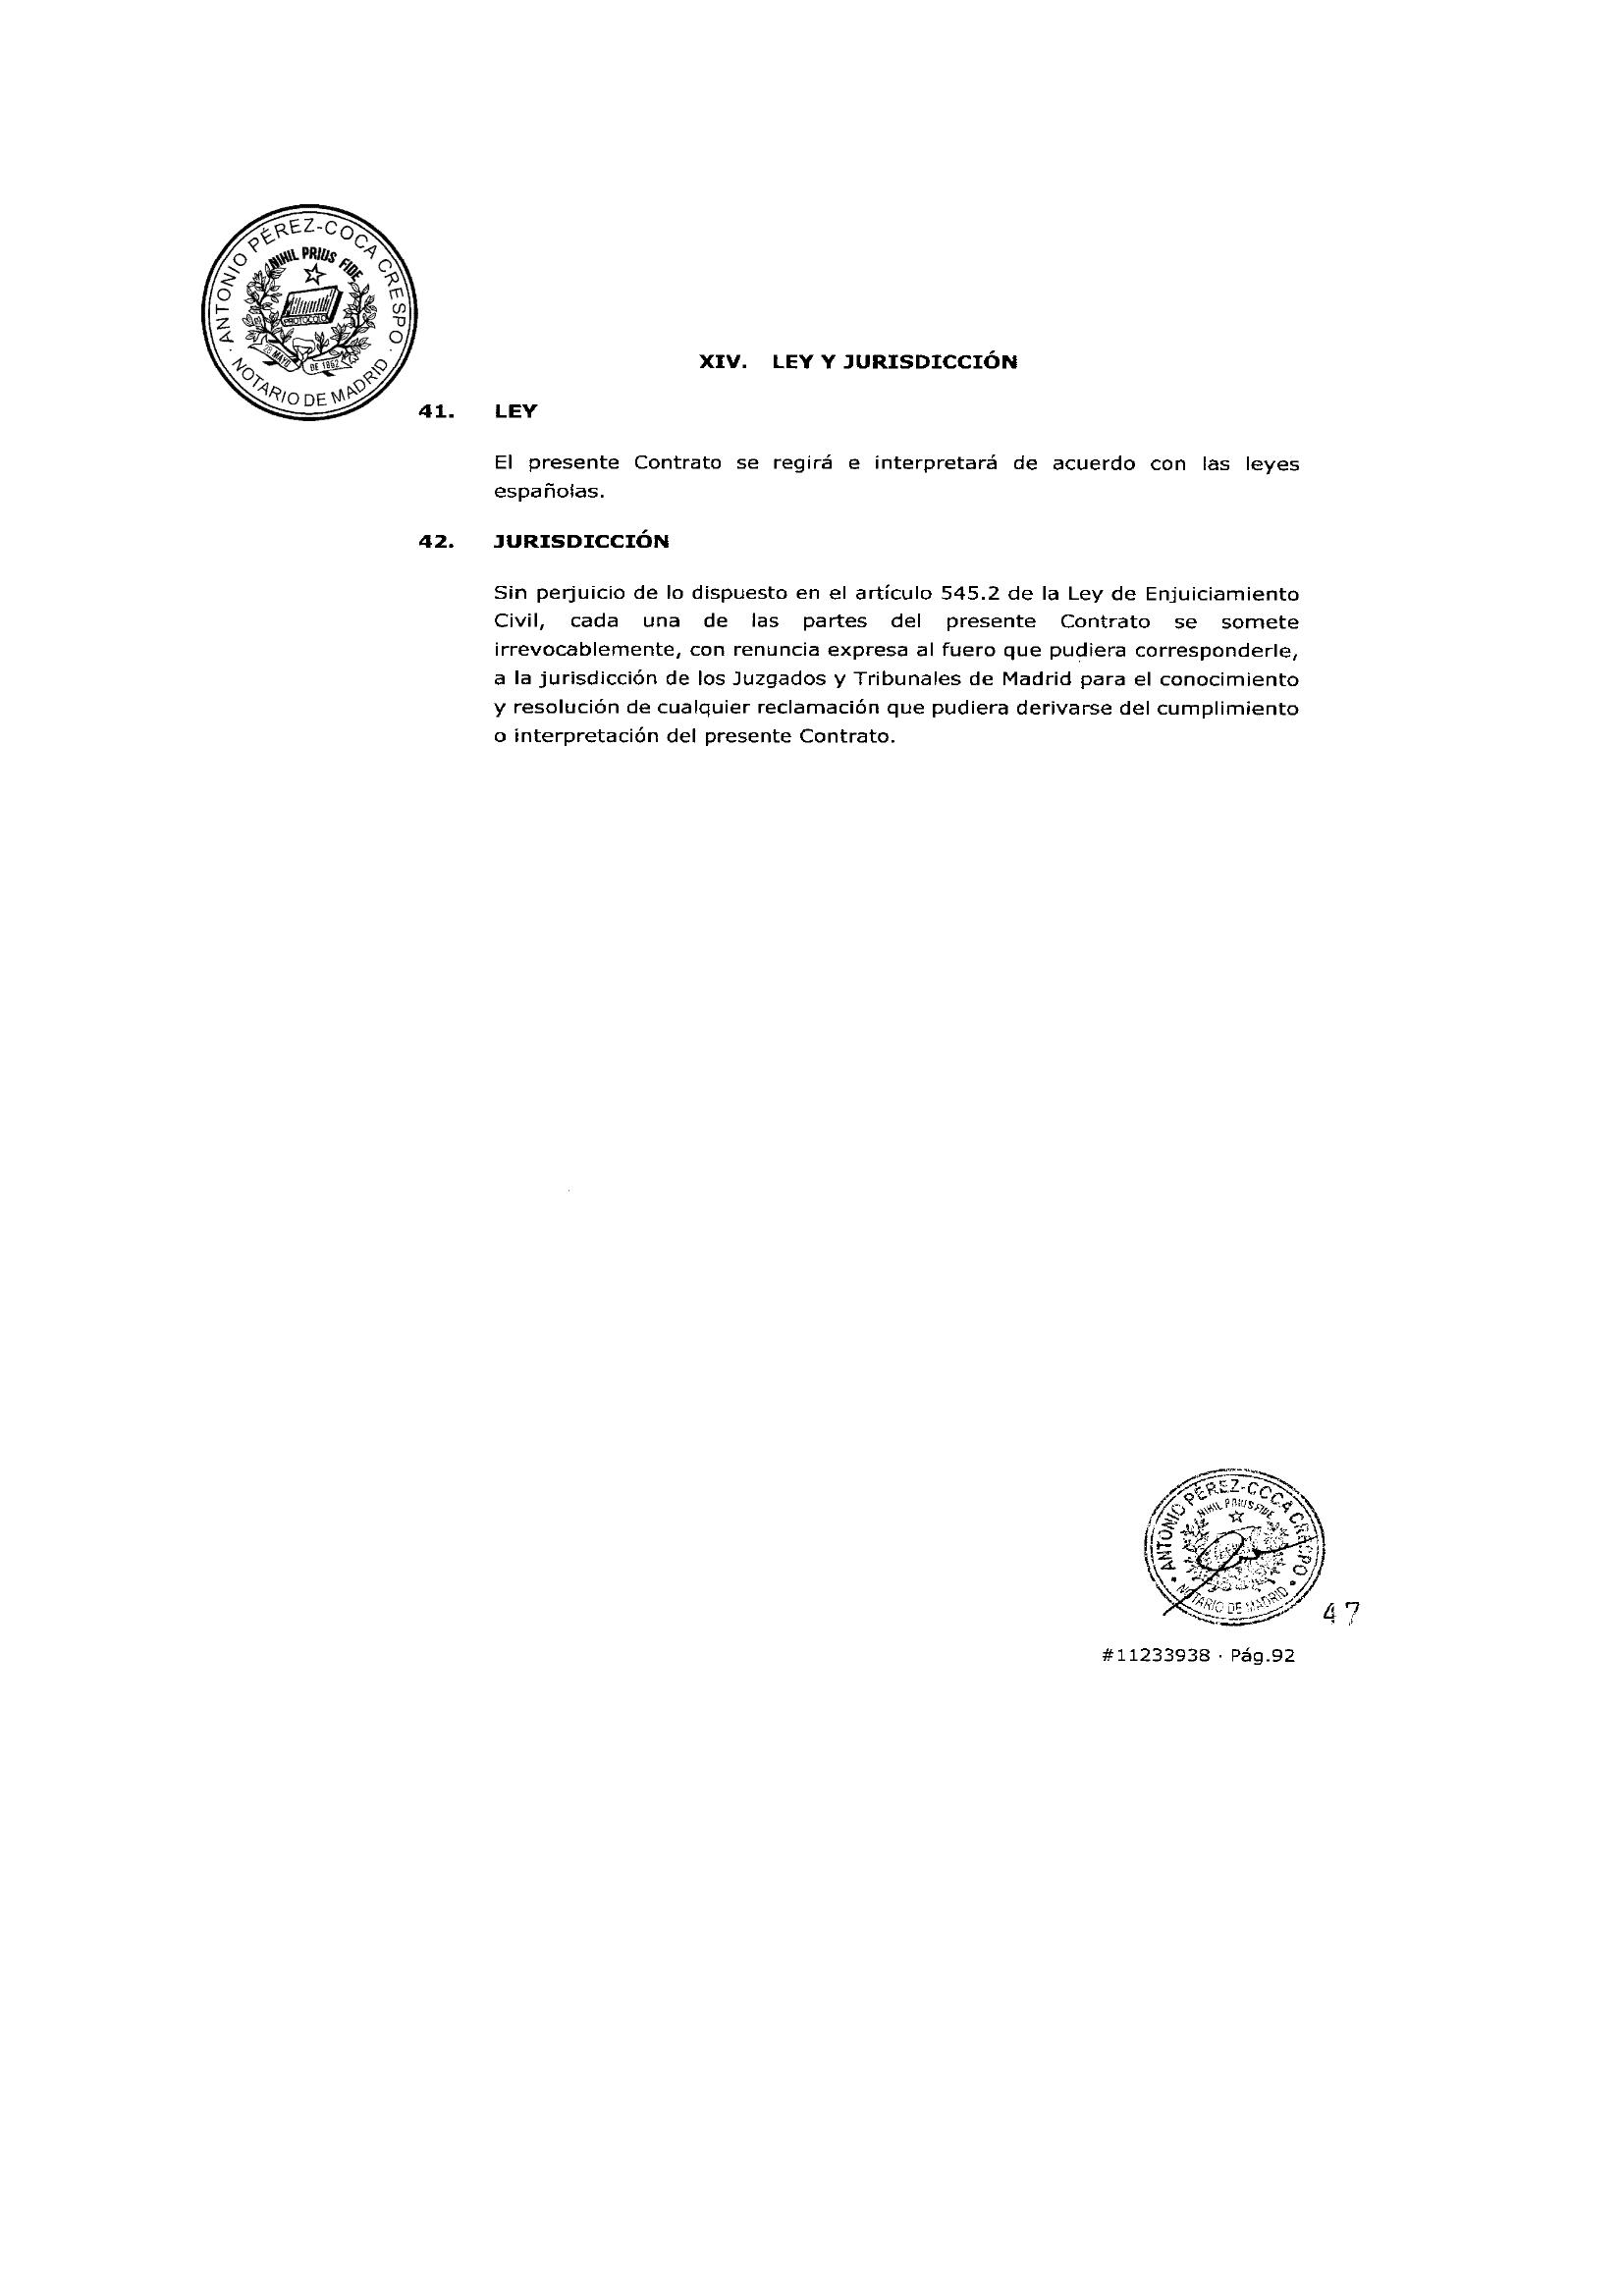 ANTONIO PÉREZ-COCA CRESPO
NIHIL PRIUS FIDE
PROTOCOLO
28 MAYO DE 1862
· NOTARIO DE MADRID ·
XIV. LEY Y JURISDICCIÓN
41. LEY
El presente Contrato se regirá e interpretará de acuerdo con las leyes
españolas.
42. JURISDICCIÓN
Sin perjuicio de lo dispuesto en el artículo 545.2 de la Ley de Enjuiciamiento
Civil, cada una de las partes del presente Contrato se somete
irrevocablemente, con renuncia expresa al fuero que pudiera corresponderle,
a la jurisdicción de los Juzgados y Tribunales de Madrid para el conocimiento
y resolución de cualquier reclamación que pudiera derivarse del cumplimiento
o interpretación del presente Contrato.
ANTONIO PÉREZ-COCA CRESPO
NIHIL PRIUS FIDE
· NOTARIO DE MADRID ·
47
#11233938 · Pág.92